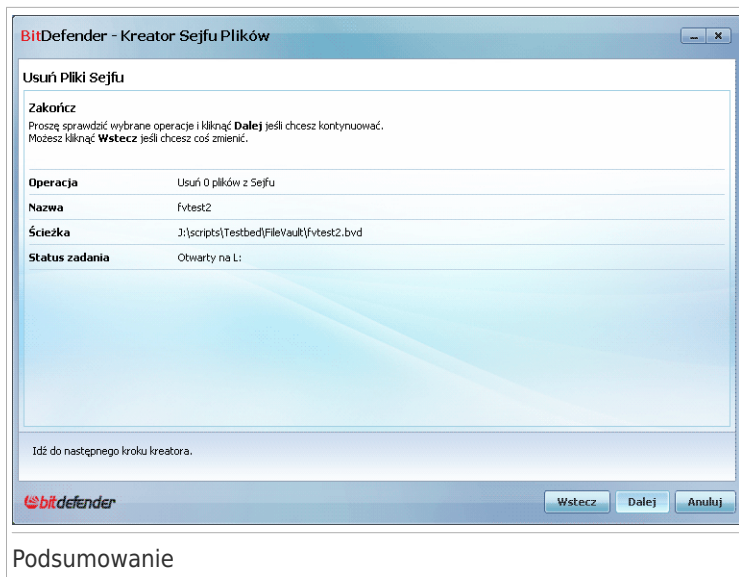 BitDefender - Kreator Sejfu Plików
Usuń Pliki Sejfu
Zakończ
Proszę sprawdzić wybrane operacje i kliknąć Dalej jeśli chcesz kontynuować.
Możesz kliknąć Wstecz jeśli chcesz coś zmienić.
Operacja Usuń 0 plików z Sejfu
Nazwa fvtest2
Ścieżka J:\scripts\Testbed\FileVault\fvtest2.bvd
Status zadania Otwarty na L:
Idź do następnego kroku kreatora.
bitdefender Wstecz Dalej Anuluj
Podsumowanie